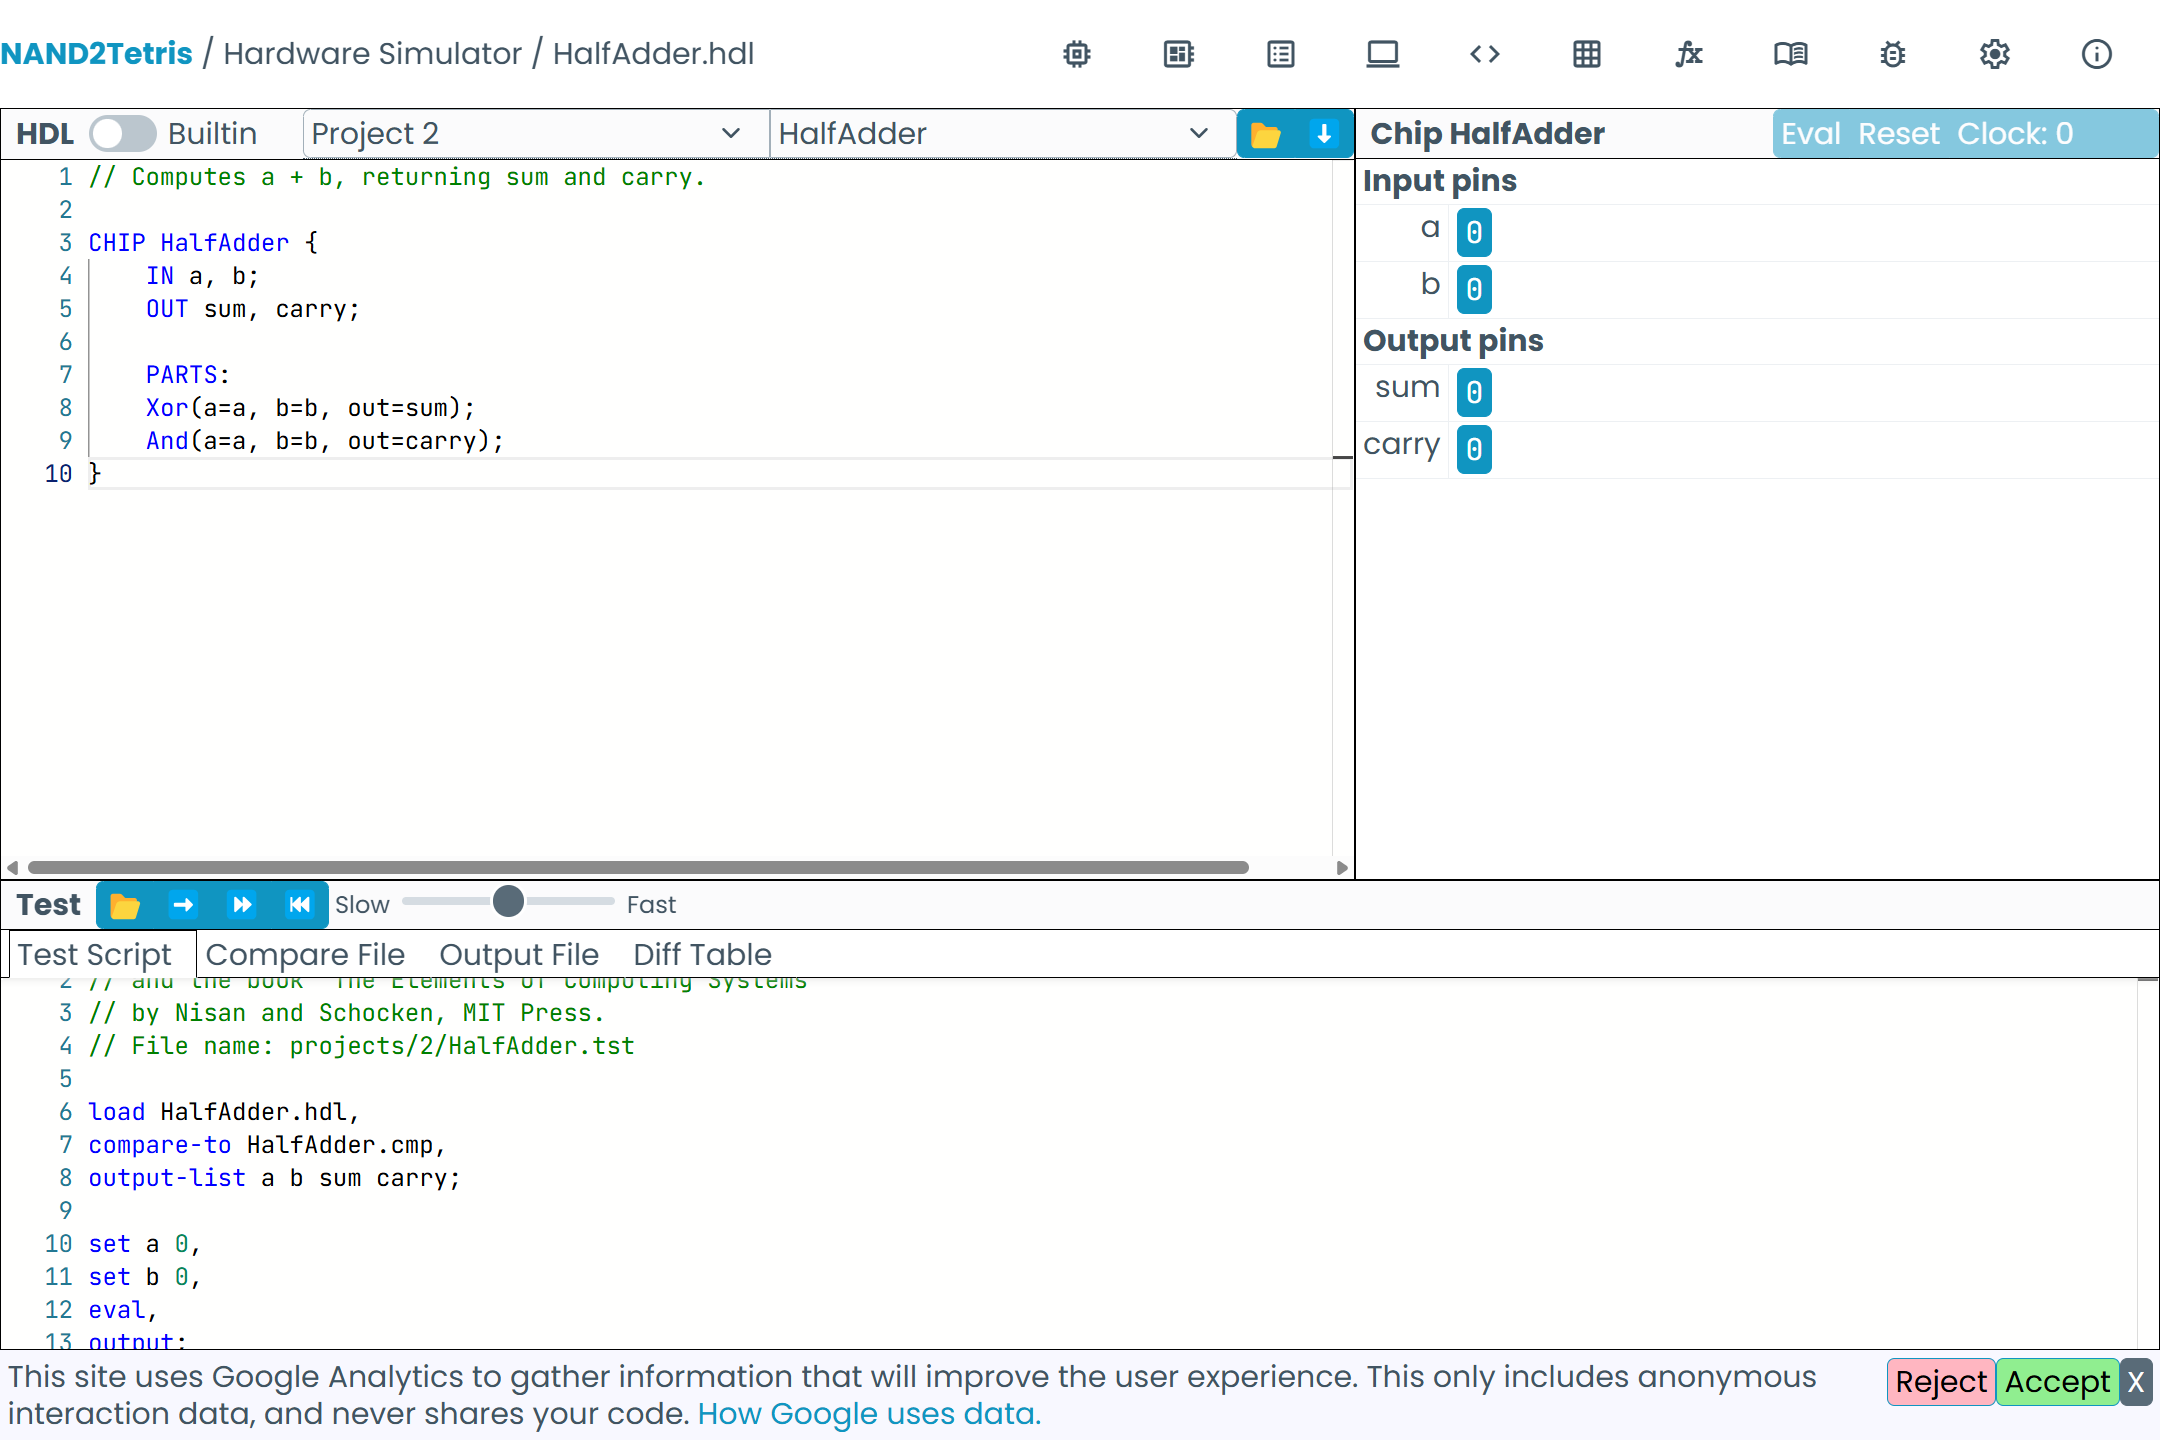 NAND2Tetris / Hardware Simulator / HalfAdder.hdl
HDL Builtin Project 2 HalfAdder
1 // Computes a + b, returning sum and carry.
2
3 CHIP HalfAdder {
4 IN a, b;
5 OUT sum, carry;
6
7 PARTS:
8 Xor(a=a, b=b, out=sum);
9 And(a=a, b=b, out=carry);
10 }
Chip HalfAdder Eval Reset Clock: 0
Input pins
a 0
b 0
Output pins
sum 0
carry 0
Test Slow Fast
Test Script Compare File Output File Diff Table
2 // and the book "The Elements of Computing Systems"
3 // by Nisan and Schocken, MIT Press.
4 // File name: projects/2/HalfAdder.tst
5
6 load HalfAdder.hdl,
7 compare-to HalfAdder.cmp,
8 output-list a b sum carry;
9
10 set a 0,
11 set b 0,
12 eval,
13 output;
This site uses Google Analytics to gather information that will improve the user experience. This only includes anonymous
interaction data, and never shares your code. How Google uses data.
Reject Accept X